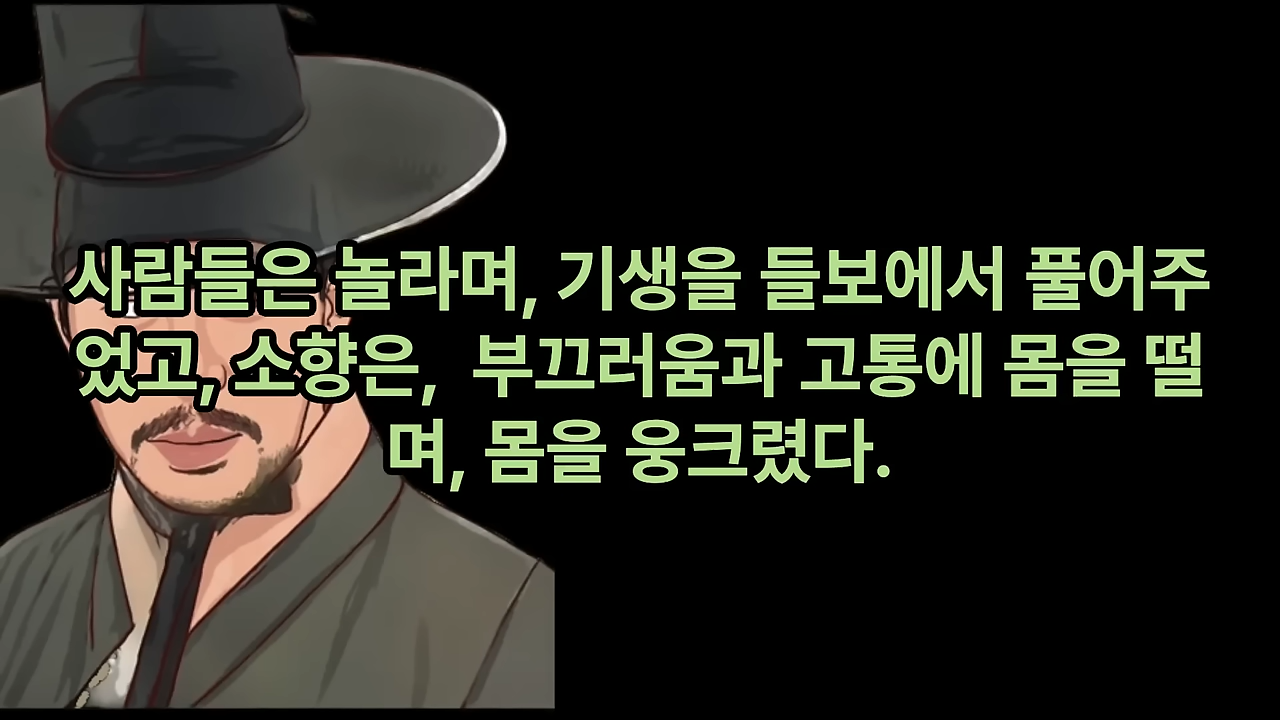 사람들은 놀라며, 기생을 들보에서 풀어주
었고, 소향은, 부끄러움과 고통에 몸을 떨
며, 몸을 웅크렸다.